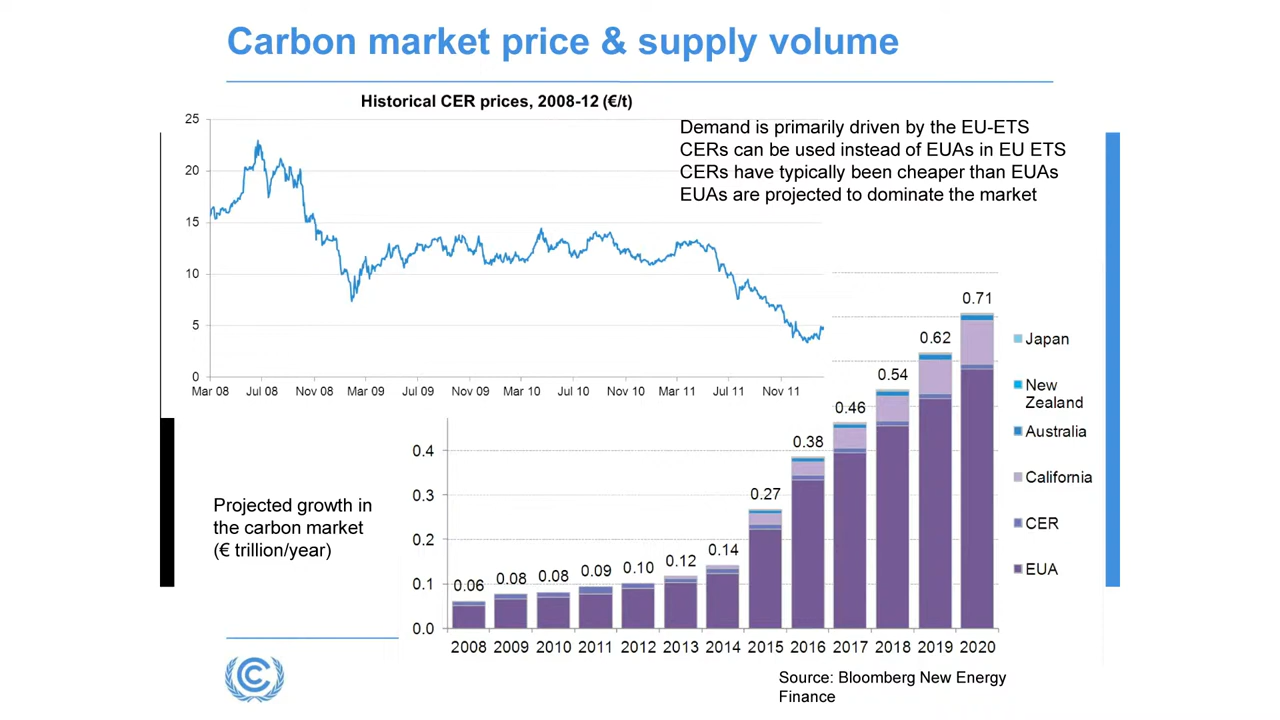 Carbon market price & supply volume
Historical CER prices, 2008-12 (€/t)
Demand is primarily driven by the EU-ETS
CERs can be used instead of EUAs in EU ETS
CERs have typically been cheaper than EUAs
EUAs are projected to dominate the market
25
20
15
10
5
0
Mar 08 Jul 08 Nov 08 Mar 09 Jul 09 Nov 09 Mar 10 Jul 10 Nov 10 Mar 11 Jul 11 Nov 11
Projected growth in
the carbon market
(€ trillion/year)
0.4
0.3
0.2
0.1
0.0
0.06 0.08 0.08 0.09 0.10 0.12 0.14 0.27 0.38 0.46 0.54 0.62 0.71
2008 2009 2010 2011 2012 2013 2014 2015 2016 2017 2018 2019 2020
Japan
New
Zealand
Australia
California
CER
EUA
Source: Bloomberg New Energy
Finance